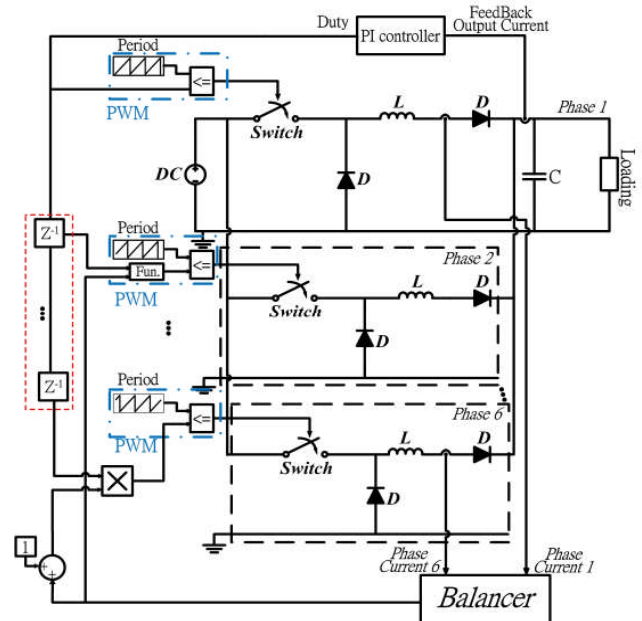 FeedBack
Duty PI controller Output Current
Period
<=
PWM
Switch
L
D
Phase 1
DC
D
C
Loading
Z-1
Period
Fun.
<=
PWM
Phase 2
Switch
L
D
D
Z-1
Period
<=
PWM
Phase 6
Switch
L
D
D
1
+
+
Phase
Current 6
Phase
Current 1
Balancer